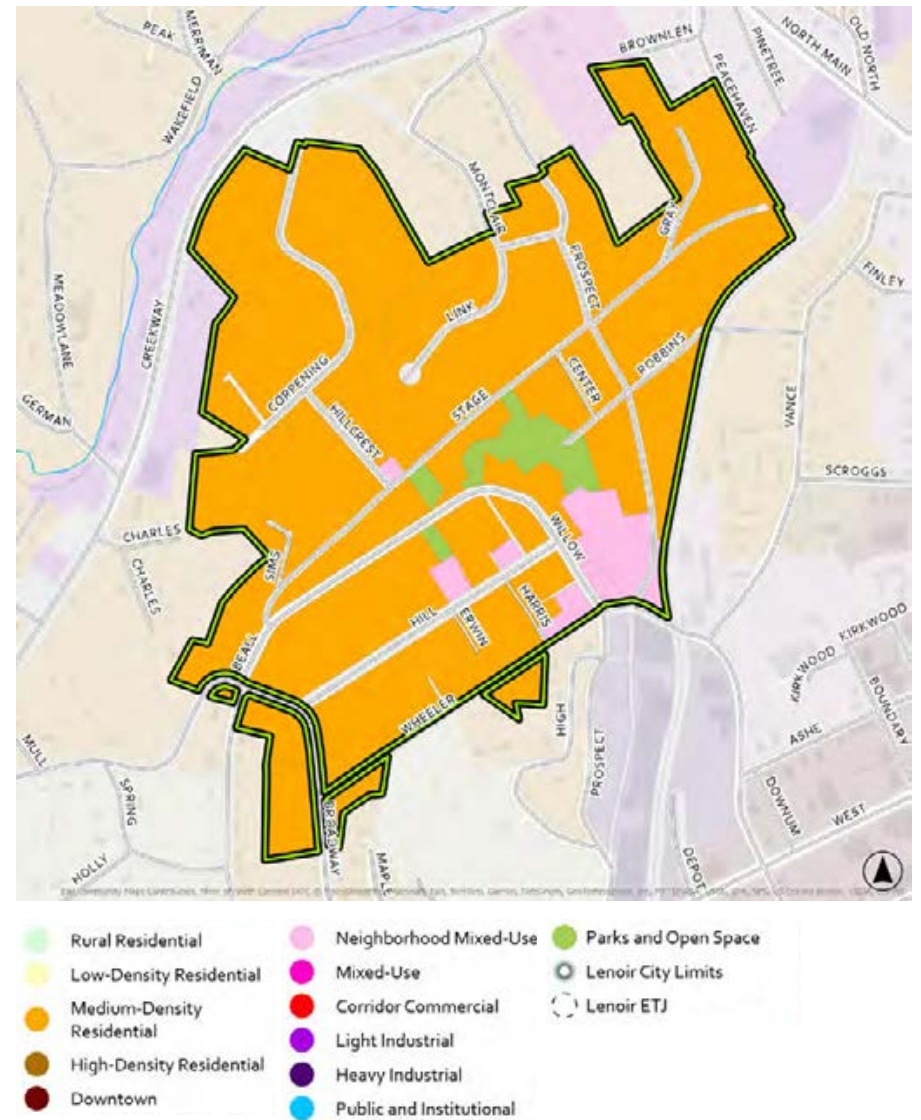 PEAK
MERRIMAN
WAKEFIELD
BROWNLEN
PEACEHAVEN
PINETREE
NORTH MAIN
OLD NORTH
MONTCLAIR
GRAY
PROSPECT
FINLEY
MEADOWLANE
CREEKWAY
LINK
ROBBINS
CORPENING
CENTER
STAGE
VANCE
GERMAN
HILLCREST
SCROGGS
CHARLES
WILLOW
SIMS
CHARLES
HARRIS
HILL
ERWIN
BEALL
KIRKWOOD
KIRKWOOD
BOUNDARY
WHEELER
HIGH
MULL
SPRING
PROSPECT
ASHE
DOWNUM
WEST
BROADWAY
HOLLY
MAPLE
DEPOT
Rural Residential
Low-Density Residential
Medium-Density
Residential
High-Density Residential
Downtown
Neighborhood Mixed-Use
Mixed-Use
Corridor Commercial
Light Industrial
Heavy Industrial
Public and Institutional
Parks and Open Space
Lenoir City Limits
Lenoir ETJ